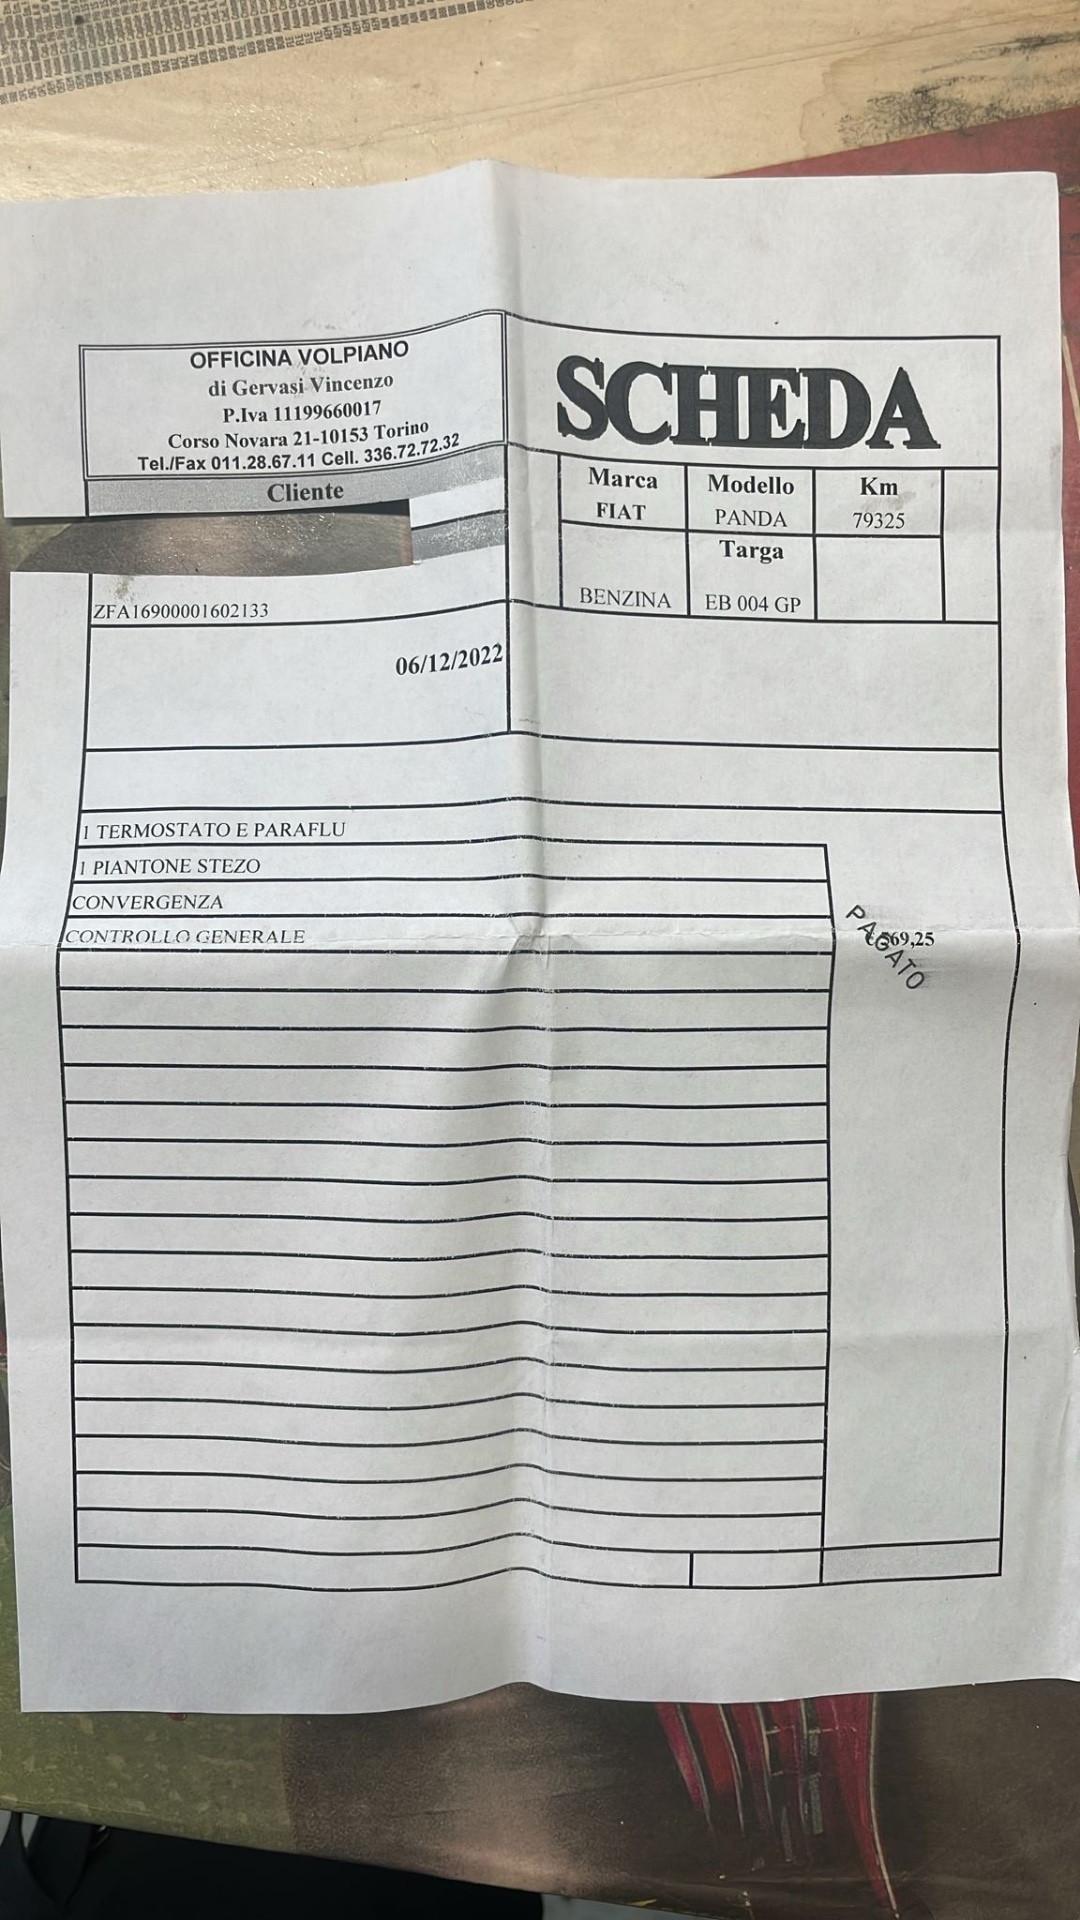 OFFICINA VOLPIANO
di Gervasi Vincenzo
P.Iva 11199660017
Corso Novara 21-10153 Torino
Tel./Fax 011.28.67.11 Cell. 336.72.72.32
Cliente
SCHEDA
Marca Modello Km
FIAT PANDA 79325
Targa
BENZINA EB 004 GP
ZFA16900001602133
06/12/2022
1 TERMOSTATO E PARAFLU
1 PIANTONE STEZO
CONVERGENZA
CONTROLLO GENERALE
PAGATO